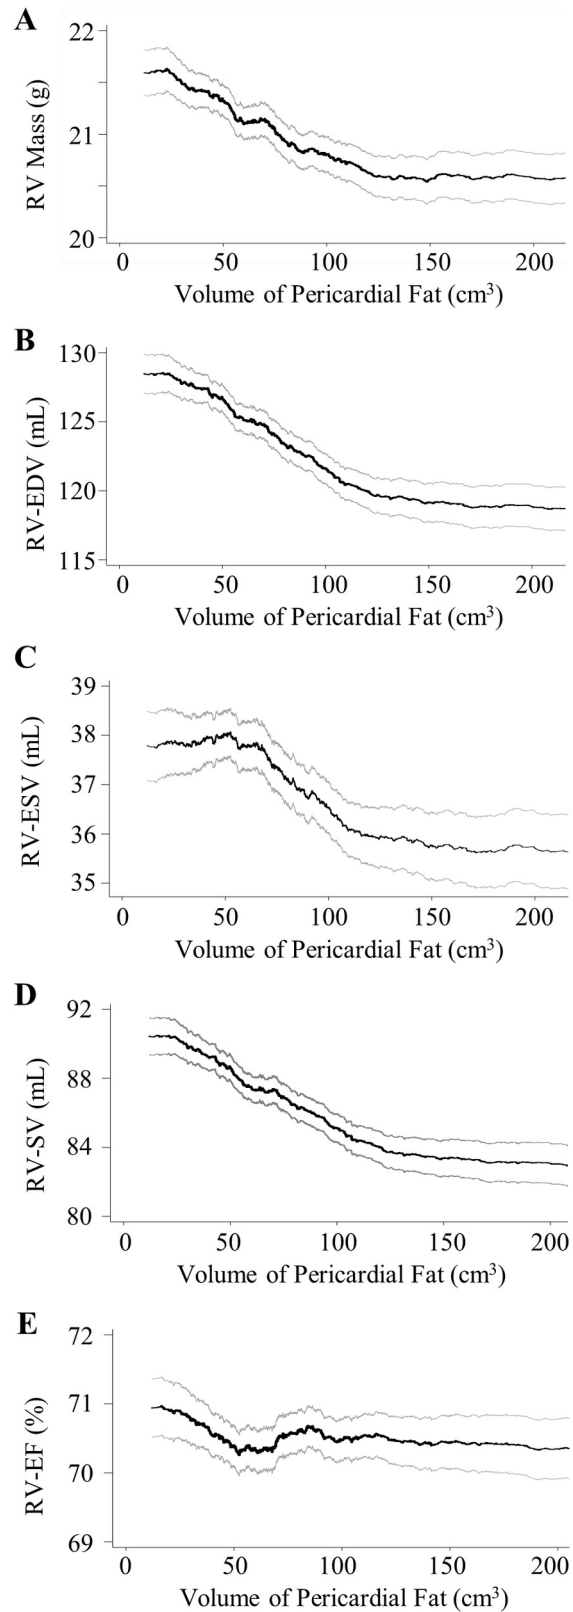 A
RV Mass (g)
22
21
20
0 50 100 150 200
Volume of Pericardial Fat (cm³)
B
RV-EDV (mL)
130
125
120
115
0 50 100 150 200
Volume of Pericardial Fat (cm³)
C
RV-ESV (mL)
39
38
37
36
35
0 50 100 150 200
Volume of Pericardial Fat (cm³)
D
RV-SV (mL)
92
88
84
80
0 50 100 150 200
Volume of Pericardial Fat (cm³)
E
RV-EF (%)
72
71
70
69
0 50 100 150 200
Volume of Pericardial Fat (cm³)